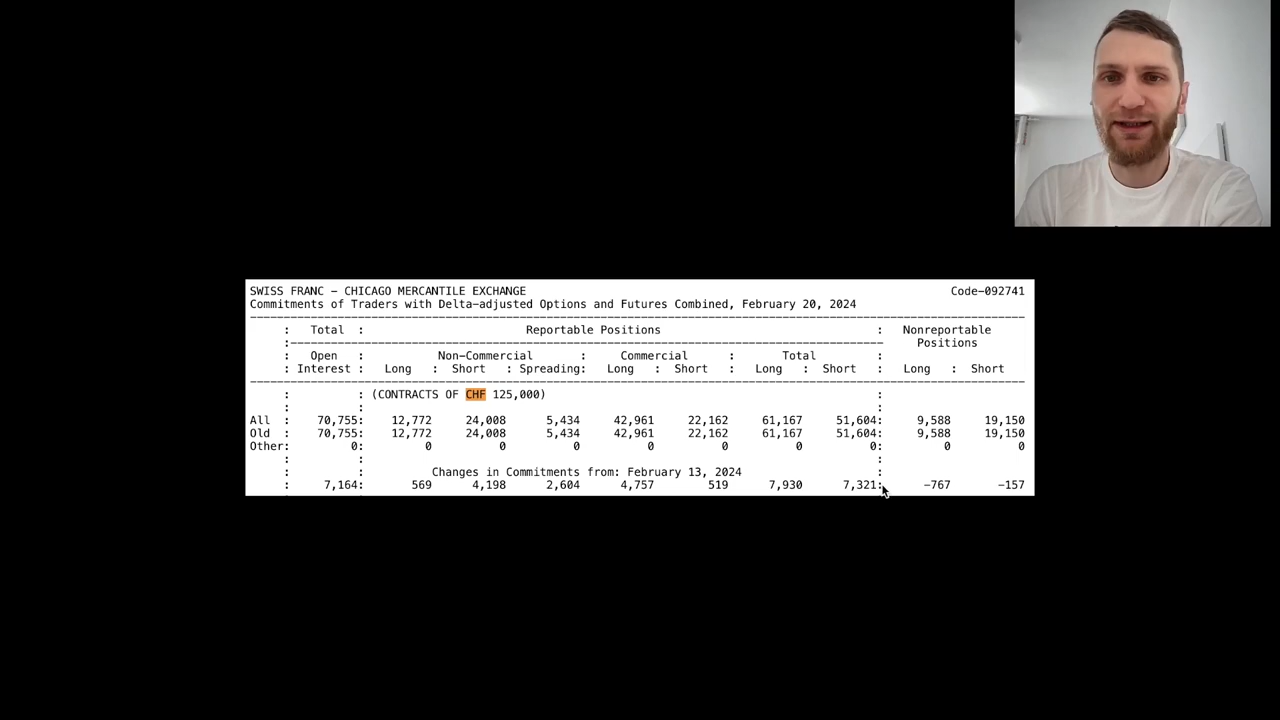 SWISS FRANC – CHICAGO MERCANTILE EXCHANGE Code-092741
Commitments of Traders with Delta-adjusted Options and Futures Combined, February 20, 2024
: Total : Reportable Positions : Nonreportable
: Positions
: Open : Non-Commercial : Commercial : Total :
: Interest : Long : Short : Spreading: Long : Short : Long : Short : Long : Short
: : (CONTRACTS OF CHF 125,000) :
: : :
All : 70,755: 12,772 24,008 5,434 42,961 22,162 61,167 51,604: 9,588 19,150
Old : 70,755: 12,772 24,008 5,434 42,961 22,162 61,167 51,604: 9,588 19,150
Other: 0: 0 0 0 0 0 0 0: 0 0
: : :
: : Changes in Commitments from: February 13, 2024 :
: 7,164: 569 4,198 2,604 4,757 519 7,930 7,321: -767 -157